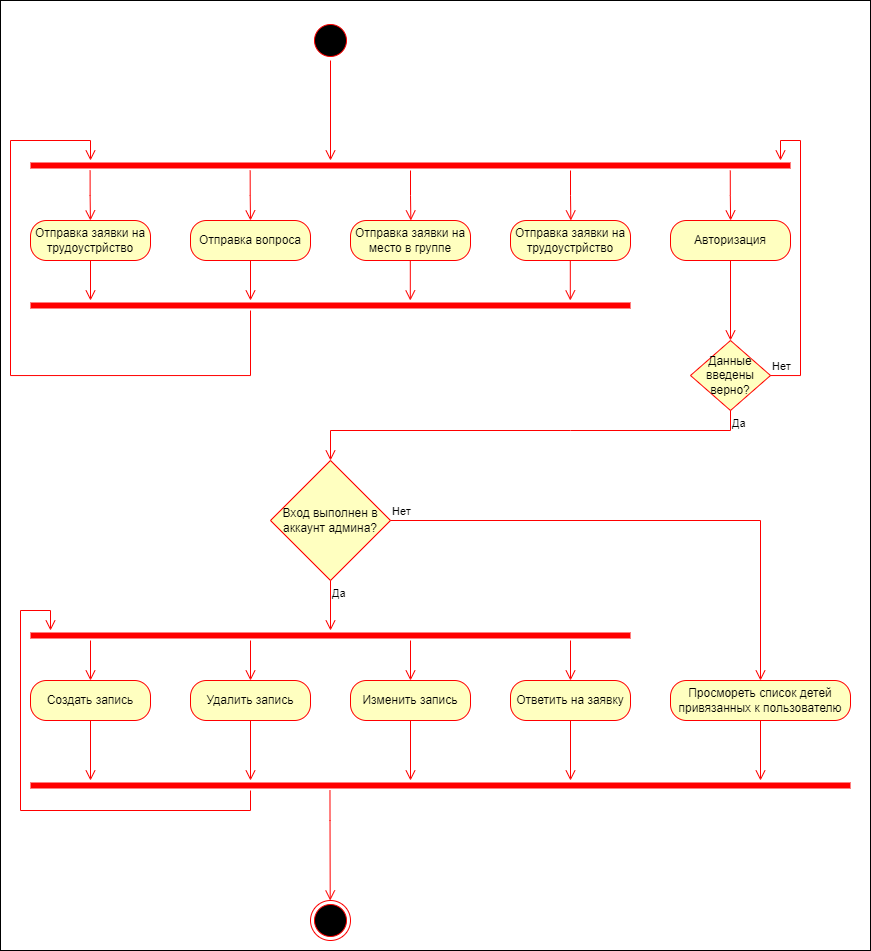 Отправка заявки на
трудоустрйство
Отправка вопроса
Отправка заявки на
место в группе
Отправка заявки на
трудоустрйство
Авторизация
Данные
введены
верно?
Нет
Да
Вход выполнен в
аккаунт админа?
Нет
Да
Создать запись
Удалить запись
Изменить запись
Ответить на заявку
Просмореть список детей
привязанных к пользователю